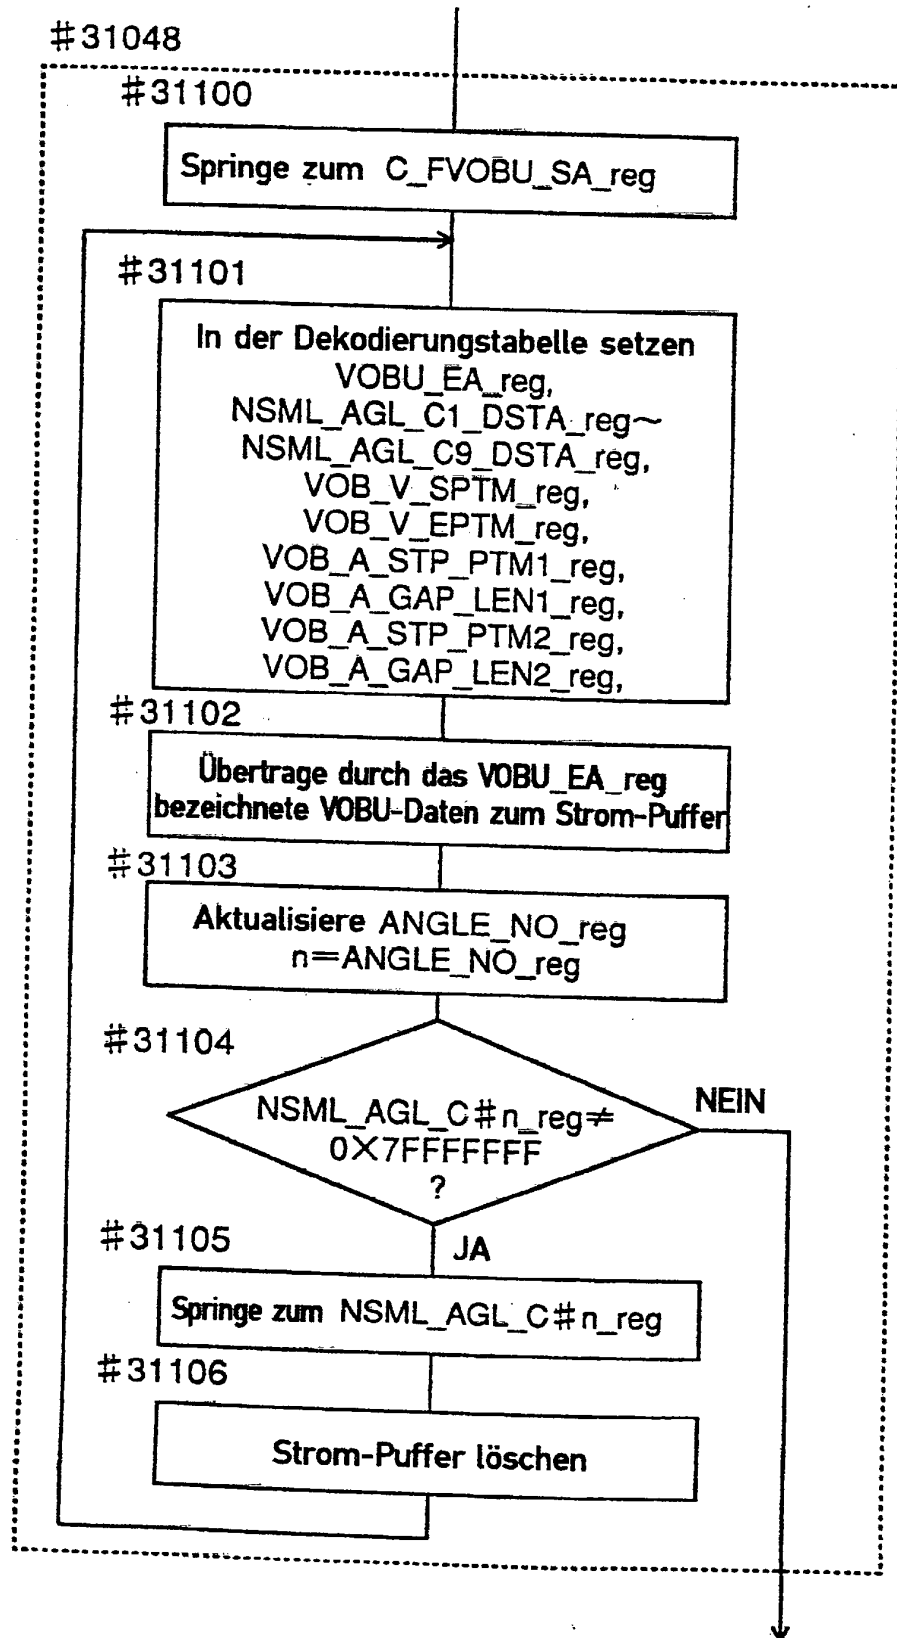 #31048
#31100
Springe zum C_FVOBU_SA_reg
#31101
In der Dekodierungstabelle setzen
VOBU_EA_reg,
NSML_AGL_C1_DSTA_reg~
NSML_AGL_C9_DSTA_reg,
VOB_V_SPTM_reg,
VOB_V_EPTM_reg,
VOB_A_STP_PTM1_reg,
VOB_A_GAP_LEN1_reg,
VOB_A_STP_PTM2_reg,
VOB_A_GAP_LEN2_reg,
#31102
Übertrage durch das VOBU_EA_reg
bezeichnete VOBU-Daten zum Strom-Puffer
#31103
Aktualisiere ANGLE_NO_reg
n=ANGLE_NO_reg
#31104
NSML_AGL_C#n_reg≠
0X7FFFFFFF
?
NEIN
JA
#31105
Springe zum NSML_AGL_C#n_reg
#31106
Strom-Puffer löschen